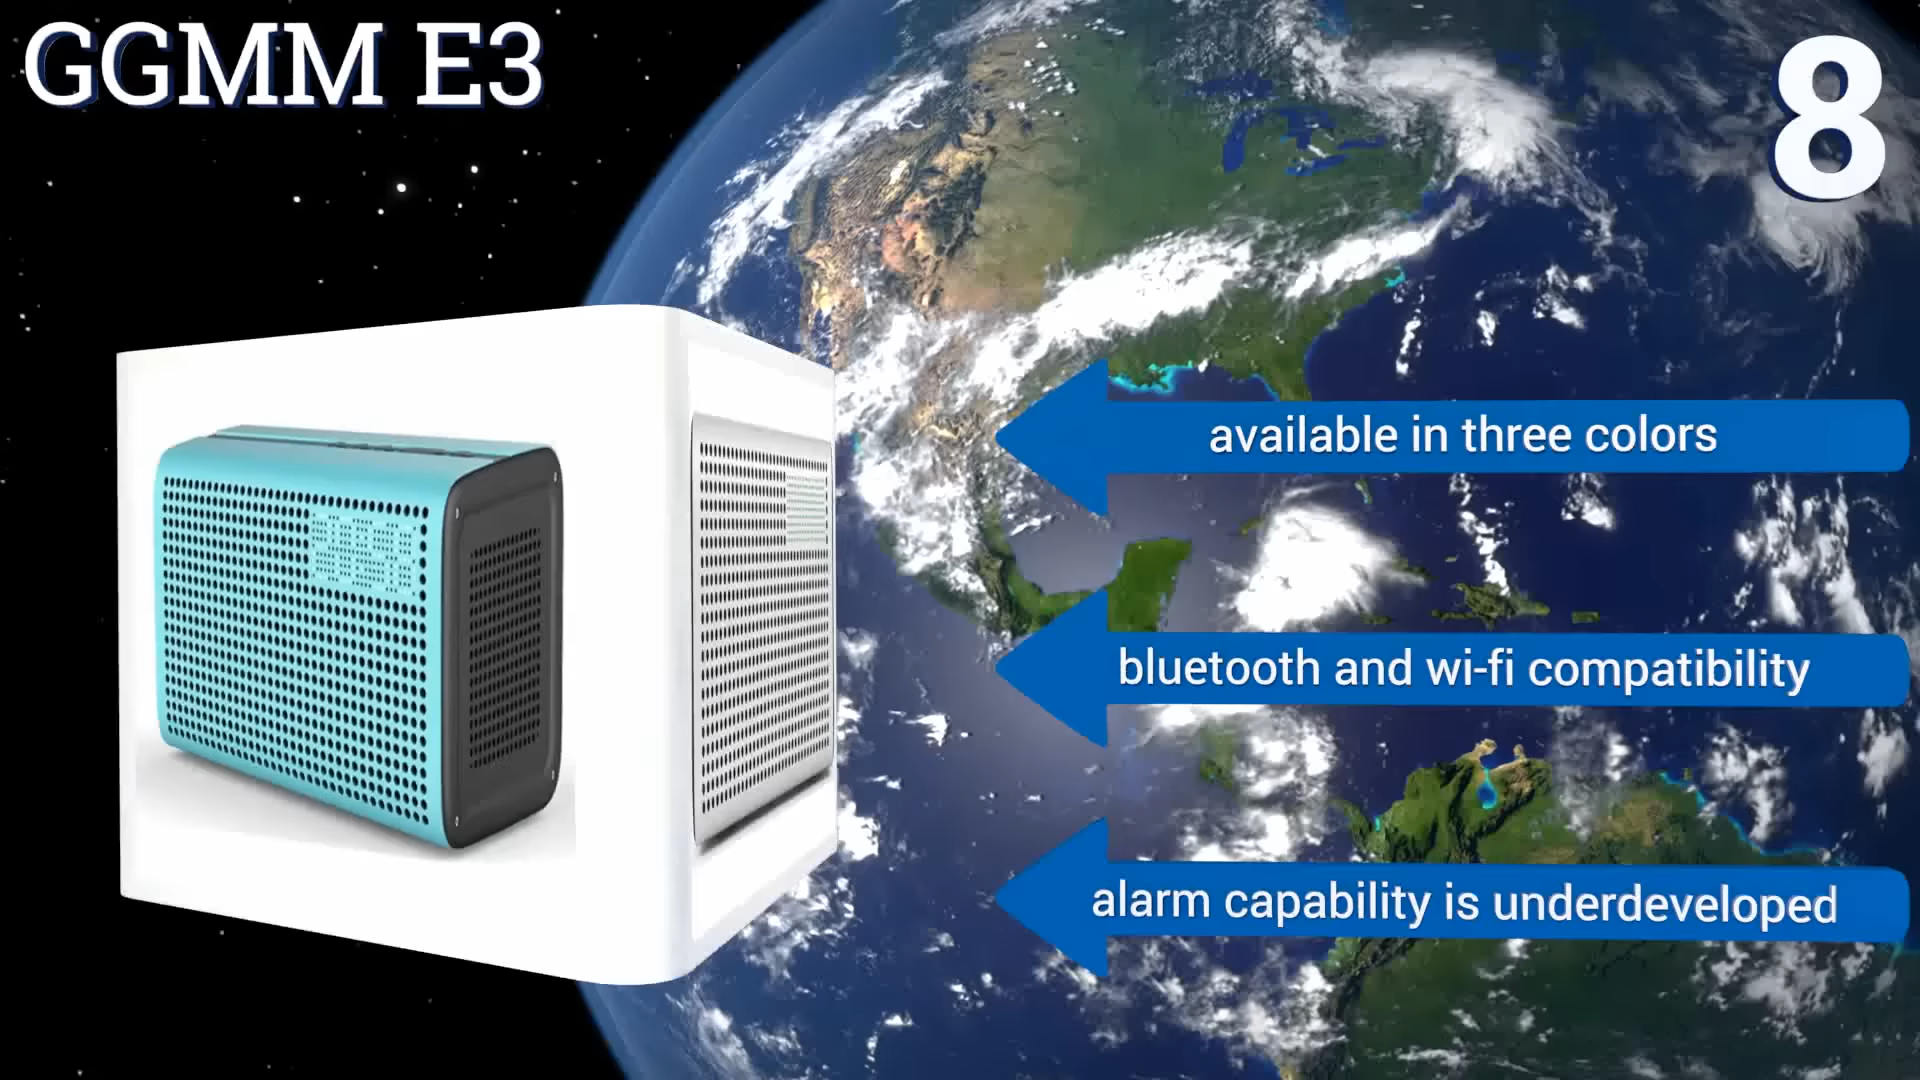 GGMM E3
8
available in three colors
bluetooth and wi-fi compatibility
alarm capability is underdeveloped